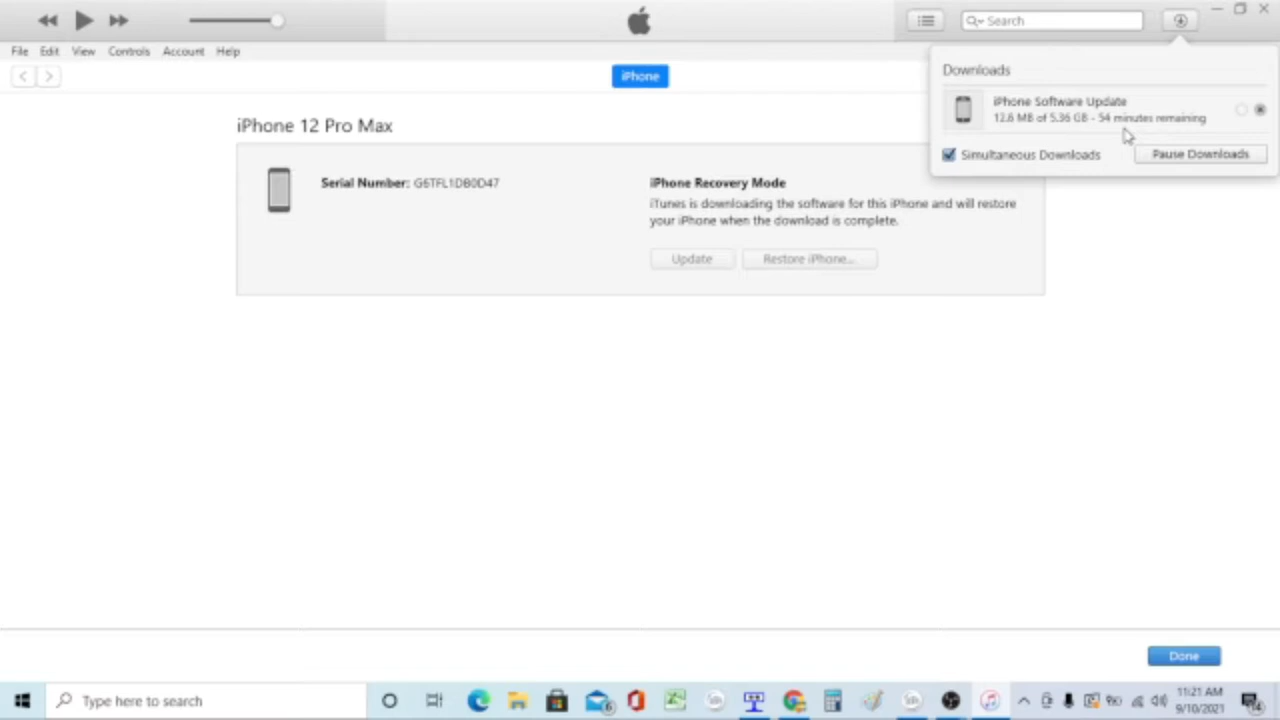 Search
File Edit View Controls Account Help
iPhone
Downloads
iPhone Software Update
12.8 MB of 5.36 GB - 54 minutes remaining
Simultaneous Downloads
Pause Downloads
iPhone 12 Pro Max
Serial Number: G6TFL1DB0D47
iPhone Recovery Mode
iTunes is downloading the software for this iPhone and will restore
your iPhone when the download is complete.
Update
Restore iPhone...
Done
Type here to search
11:21 AM
9/10/2021